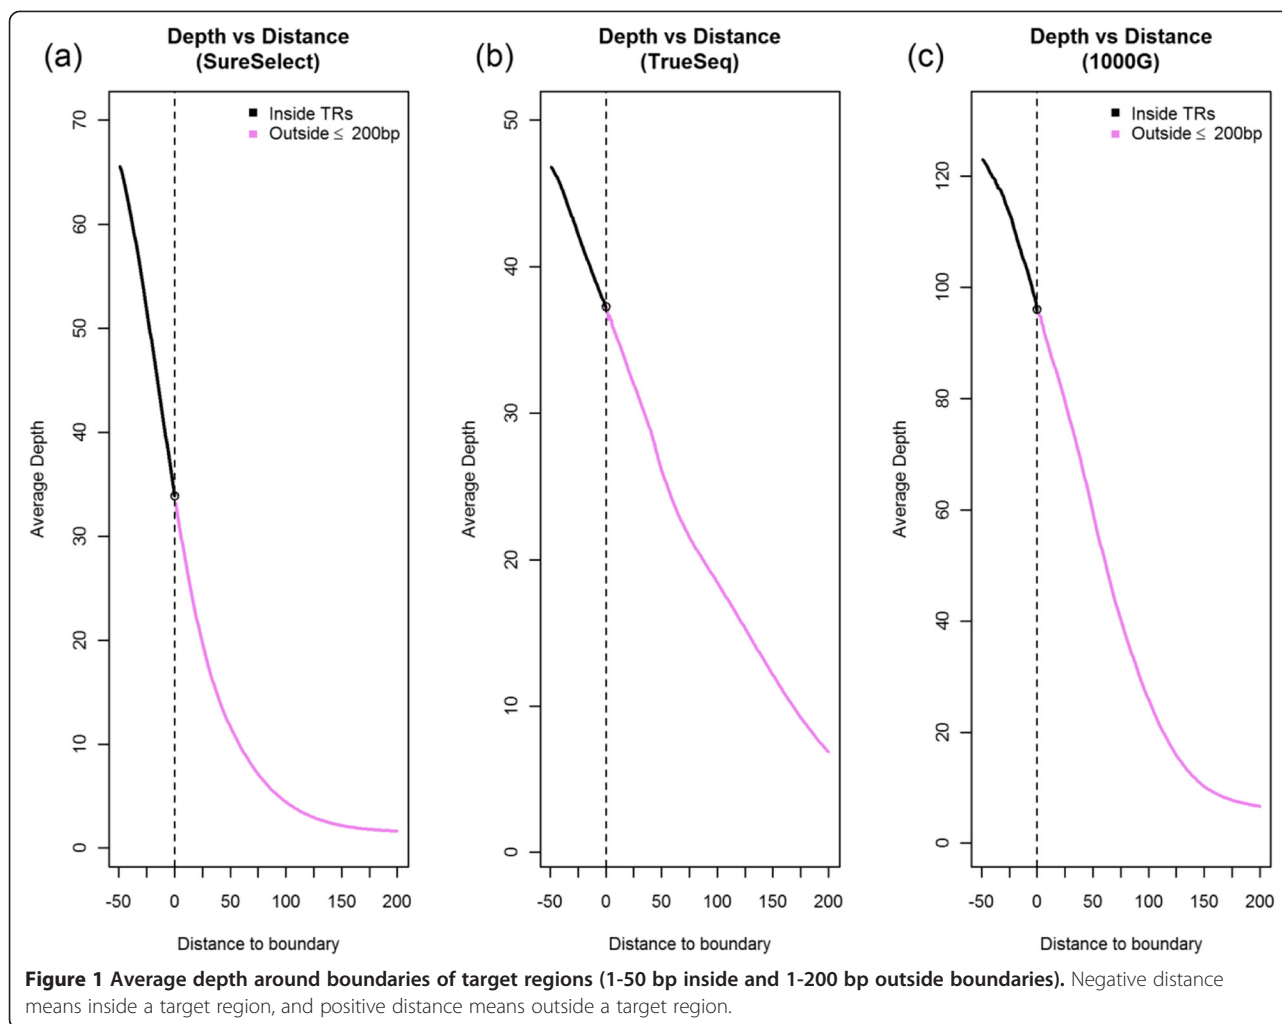 (a)
Depth vs Distance
(SureSelect)
Inside TRs
Outside ≤ 200bp
70
60
50
40
30
20
10
0
Average Depth
-50 0 50 100 150 200
Distance to boundary
(b)
Depth vs Distance
(TrueSeq)
50
40
30
20
10
0
Average Depth
-50 0 50 100 150 200
Distance to boundary
(c)
Depth vs Distance
(1000G)
Inside TRs
Outside ≤ 200bp
120
100
80
60
40
20
0
Average Depth
-50 0 50 100 150 200
Distance to boundary
Figure 1 Average depth around boundaries of target regions (1-50 bp inside and 1-200 bp outside boundaries). Negative distance
means inside a target region, and positive distance means outside a target region.